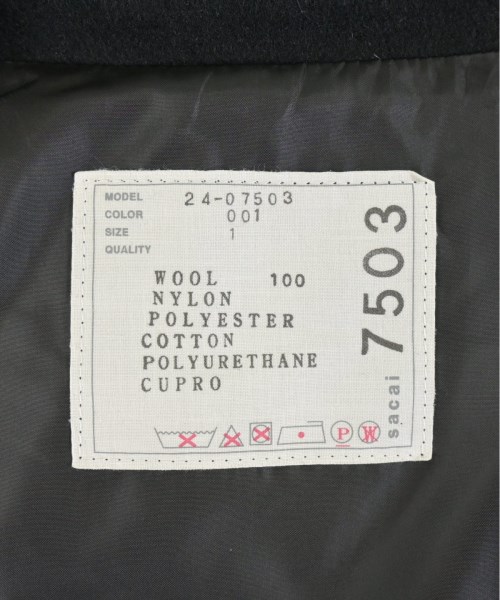 MODEL 24-07503
COLOR 001
SIZE 1
QUALITY
WOOL 100
NYLON
POLYESTER
COTTON
POLYURETHANE
CUPRO
P W
sacai 7503